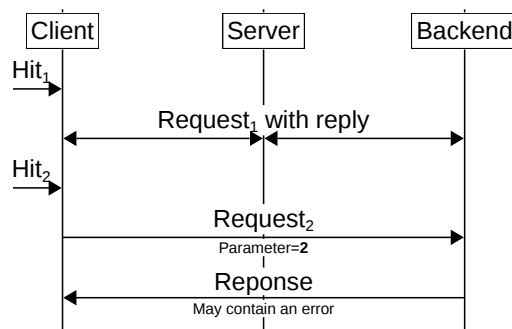 Client Server Backend
Hit₁
Request₁ with reply
Hit₂
Request₂
Parameter=2
Reponse
May contain an error